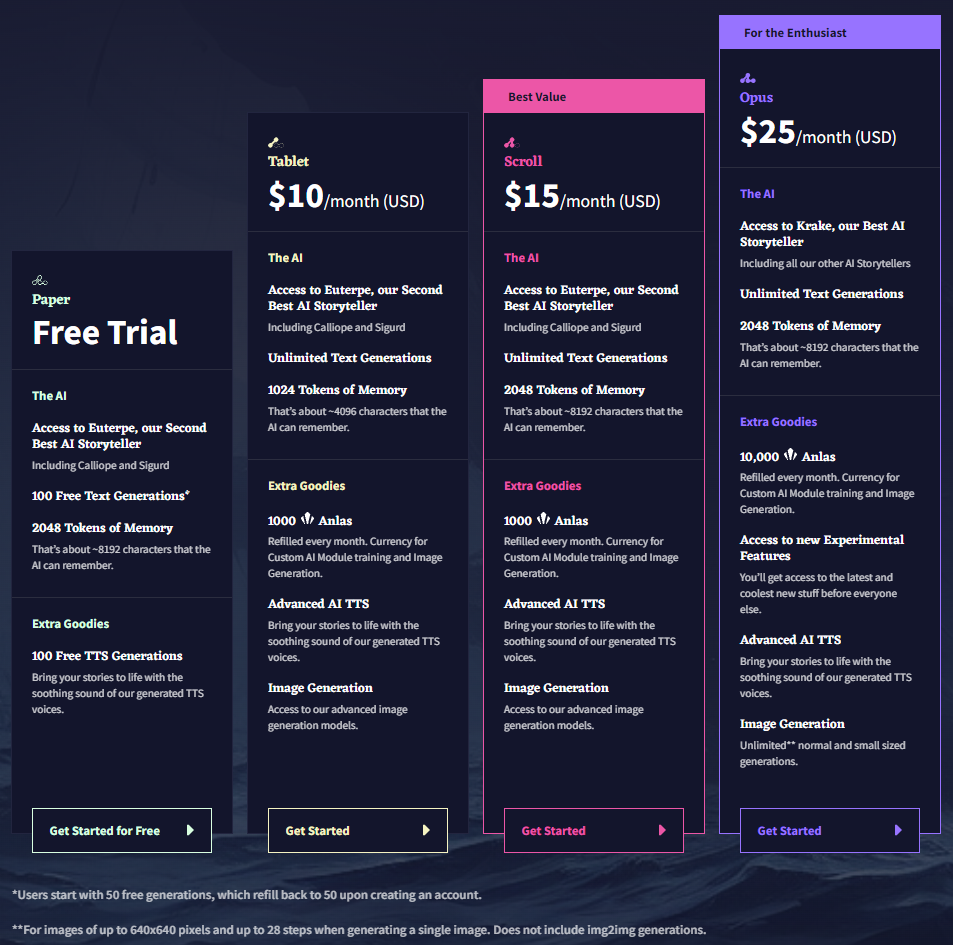 Paper
Free Trial
The AI
Access to Euterpe, our Second
Best AI Storyteller
Including Calliope and Sigurd
100 Free Text Generations*
2048 Tokens of Memory
That's about ~8192 characters that the
AI can remember.
Extra Goodies
100 Free TTS Generations
Bring your stories to life with the
soothing sound of our generated TTS
voices.
Get Started for Free
Tablet
$10/month (USD)
The AI
Access to Euterpe, our Second
Best AI Storyteller
Including Calliope and Sigurd
Unlimited Text Generations
1024 Tokens of Memory
That's about ~4096 characters that the
AI can remember.
Extra Goodies
1000 Anlas
Refilled every month. Currency for
Custom AI Module training and Image
Generation.
Advanced AI TTS
Bring your stories to life with the
soothing sound of our generated TTS
voices.
Image Generation
Access to our advanced image
generation models.
Get Started
Best Value
Scroll
$15/month (USD)
The AI
Access to Euterpe, our Second
Best AI Storyteller
Including Calliope and Sigurd
Unlimited Text Generations
2048 Tokens of Memory
That's about ~8192 characters that the
AI can remember.
Extra Goodies
1000 Anlas
Refilled every month. Currency for
Custom AI Module training and Image
Generation.
Advanced AI TTS
Bring your stories to life with the
soothing sound of our generated TTS
voices.
Image Generation
Access to our advanced image
generation models.
Get Started
For the Enthusiast
Opus
$25/month (USD)
The AI
Access to Krake, our Best AI
Storyteller
Including all our other AI Storytellers
Unlimited Text Generations
2048 Tokens of Memory
That's about ~8192 characters that the
AI can remember.
Extra Goodies
10,000 Anlas
Refilled every month. Currency for
Custom AI Module training and Image
Generation.
Access to new Experimental
Features
You'll get access to the latest and
coolest new stuff before everyone
else.
Advanced AI TTS
Bring your stories to life with the
soothing sound of our generated TTS
voices.
Image Generation
Unlimited** normal and small sized
generations.
Get Started
*Users start with 50 free generations, which refill back to 50 upon creating an account.
**For images of up to 640x640 pixels and up to 28 steps when generating a single image. Does not include img2img generations.